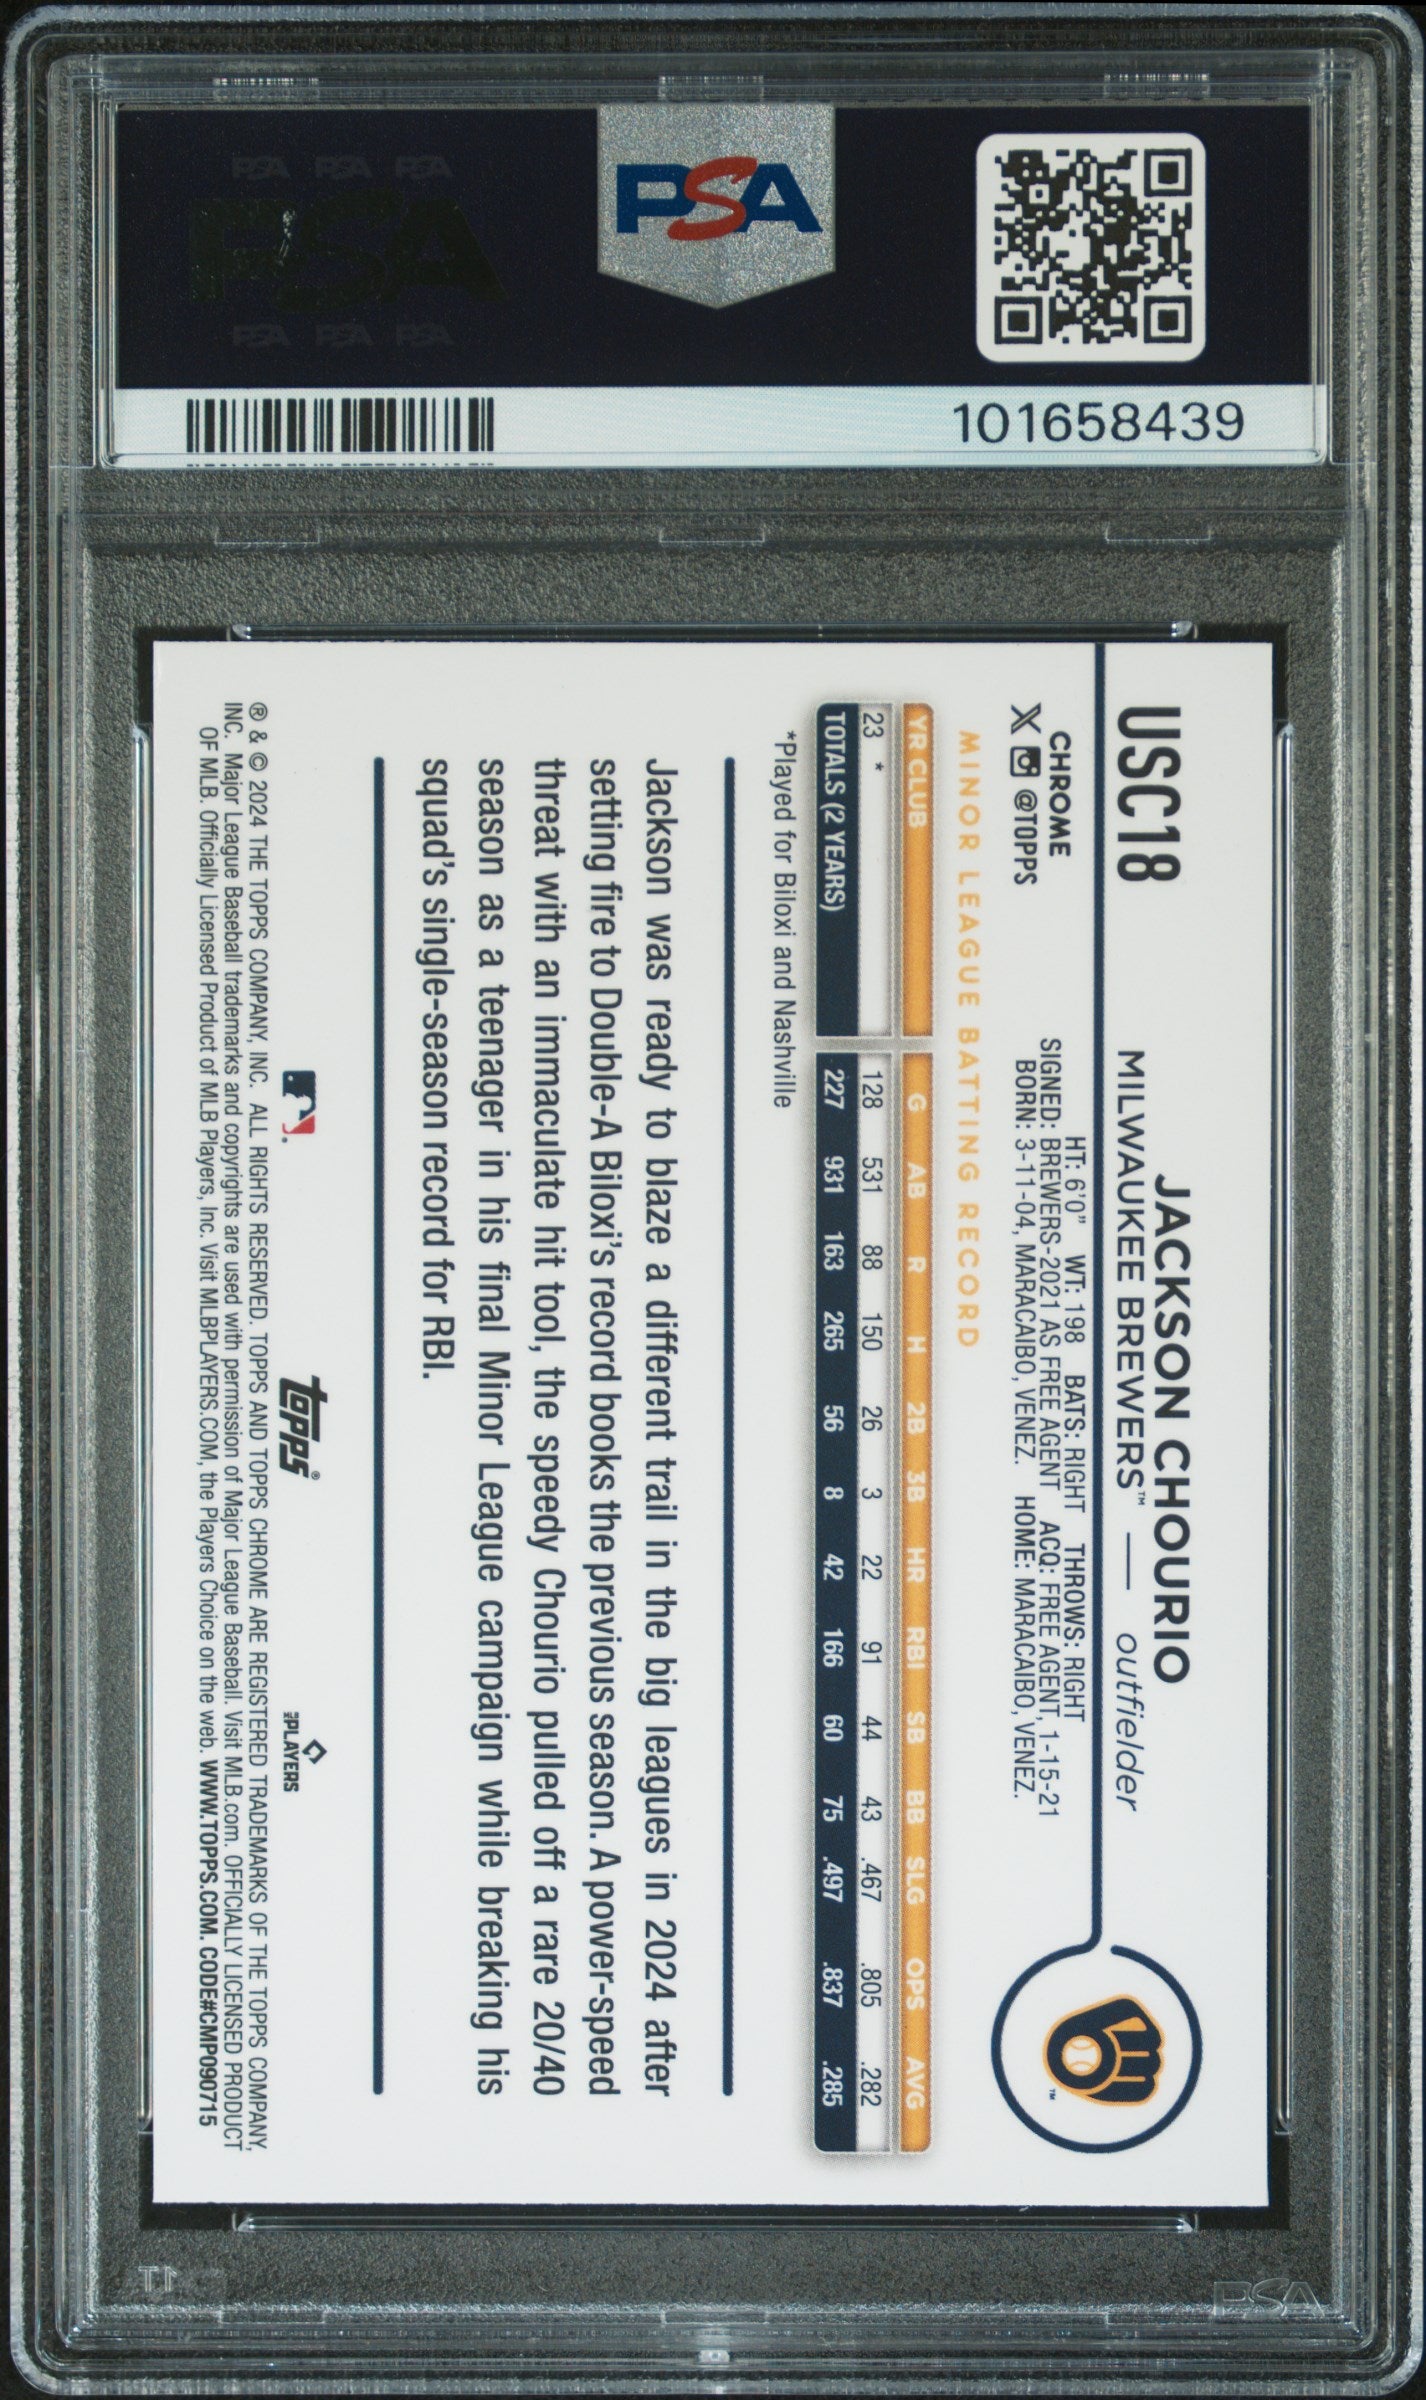 PSA PSA PSA
PSA
PSA PSA PSA
PSA
101658439
USC18
JACKSON CHOURIO
MILWAUKEE BREWERS™ — outfielder
CHROME
@TOPPS
HT: 6'0" WT: 198 BATS: RIGHT THROWS: RIGHT
SIGNED: BREWERS-2021 AS FREE AGENT ACQ: FREE AGENT, 1-15-21
BORN: 3-11-04, MARACAIBO, VENEZ. HOME: MARACAIBO, VENEZ.
MINOR LEAGUE BATTING RECORD
YR CLUB G AB R H 2B 3B HR RBI SB BB SLG OPS AVG
23 * 128 531 88 150 26 3 22 91 44 43 .467 .805 .282
TOTALS (2 YEARS) 227 931 163 265 56 8 42 166 60 75 .497 .837 .285
*Played for Biloxi and Nashville
Jackson was ready to blaze a different trail in the big leagues in 2024 after
setting fire to Double-A Biloxi's record books the previous season. A power-speed
threat with an immaculate hit tool, the speedy Chourio pulled off a rare 20/40
season as a teenager in his final Minor League campaign while breaking his
squad's single-season record for RBI.
topps®
PLAYERS
® & © 2024 THE TOPPS COMPANY, INC. ALL RIGHTS RESERVED. TOPPS AND TOPPS CHROME ARE REGISTERED TRADEMARKS OF THE TOPPS COMPANY,
INC. Major League Baseball trademarks and copyrights are used with permission of Major League Baseball. Visit MLB.com. OFFICIALLY LICENSED PRODUCT
OF MLB. Officially Licensed Product of MLB Players, Inc. Visit MLBPLAYERS.COM, the Players Choice on the web. WWW.TOPPS.COM. CODE#CMP090715
PSA